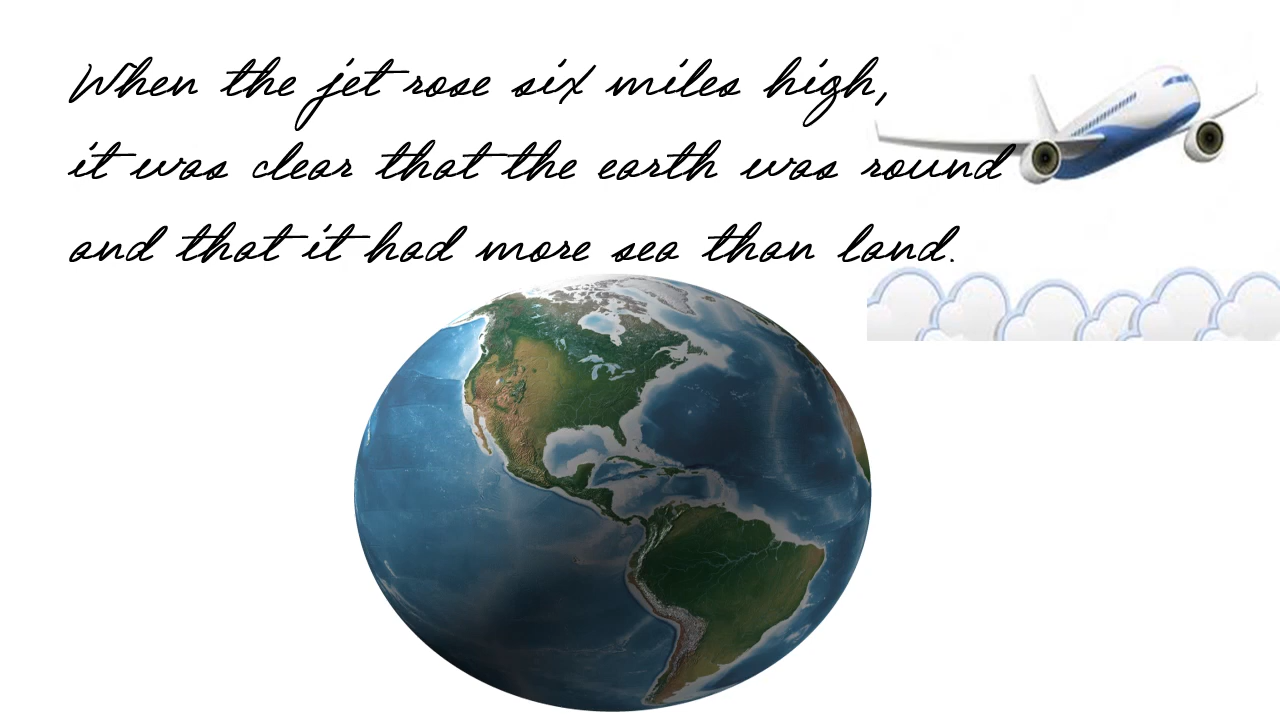 When the jet rose six miles high,
it was clear that the earth was round
and that it had more sea than land.